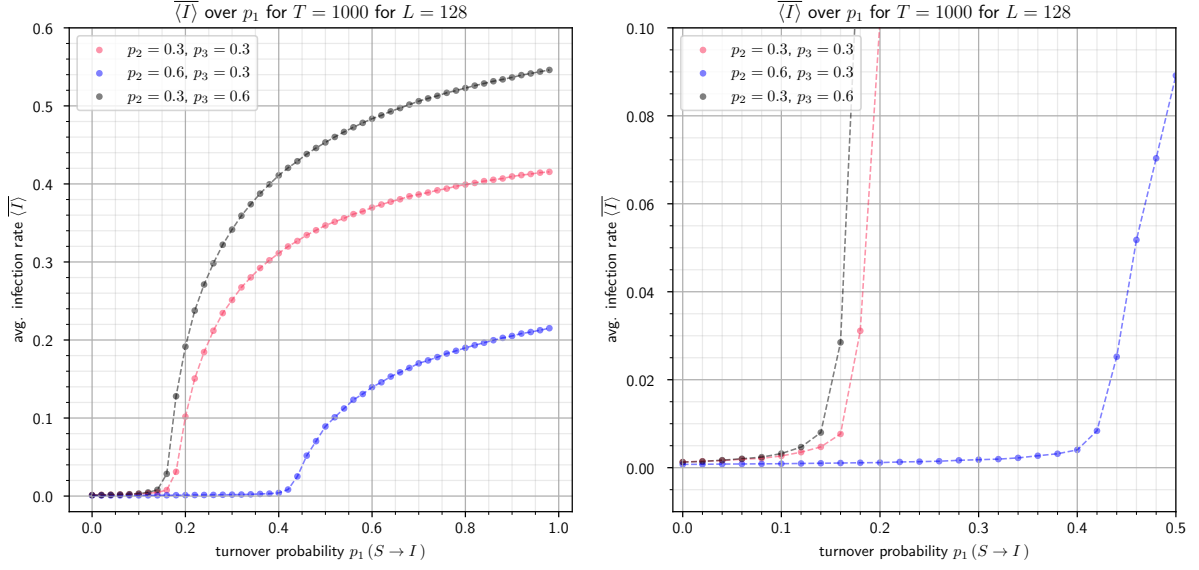 ⟨I⟩ over p₁ for T = 1000 for L = 128
0.6
0.5
0.4
0.3
0.2
0.1
0.0
avg. infection rate ⟨I⟩
p₂ = 0.3, p₃ = 0.3
p₂ = 0.6, p₃ = 0.3
p₂ = 0.3, p₃ = 0.6
0.0 0.2 0.4 0.6 0.8 1.0
turnover probability p₁ (S → I)
⟨I⟩ over p₁ for T = 1000 for L = 128
0.10
0.08
0.06
0.04
0.02
0.00
avg. infection rate ⟨I⟩
p₂ = 0.3, p₃ = 0.3
p₂ = 0.6, p₃ = 0.3
p₂ = 0.3, p₃ = 0.6
0.0 0.1 0.2 0.3 0.4 0.5
turnover probability p₁ (S → I)